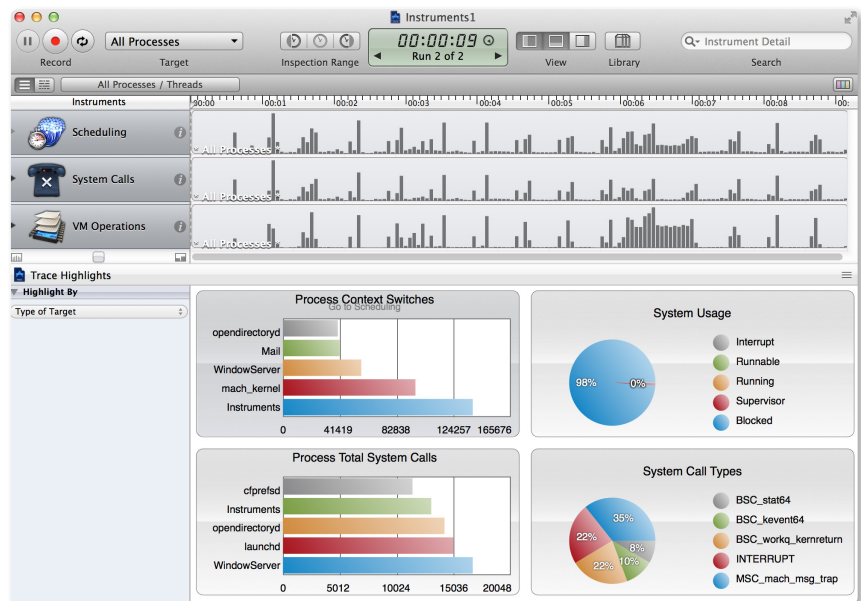 Instruments1
All Processes
00:00:09
Run 2 of 2
Instrument Detail
Record
Target
Inspection Range
View
Library
Search
All Processes / Threads
Instruments
00:00 00:01 00:02 00:03 00:04 00:05 00:06 00:07 00:08 00:
Scheduling
All Processes
System Calls
All Processes
VM Operations
All Processes
Trace Highlights
Highlight By
Type of Target
Process Context Switches
Go to Scheduling
opendirectoryd
Mail
WindowServer
mach_kernel
Instruments
0 41419 82838 124257 165676
System Usage
98%
0%
Interrupt
Runnable
Running
Supervisor
Blocked
Process Total System Calls
cfprefsd
Instruments
opendirectoryd
launchd
WindowServer
0 5012 10024 15036 20048
System Call Types
35%
22%
8%
22%
10%
BSC_stat64
BSC_kevent64
BSC_workq_kernreturn
INTERRUPT
MSC_mach_msg_trap